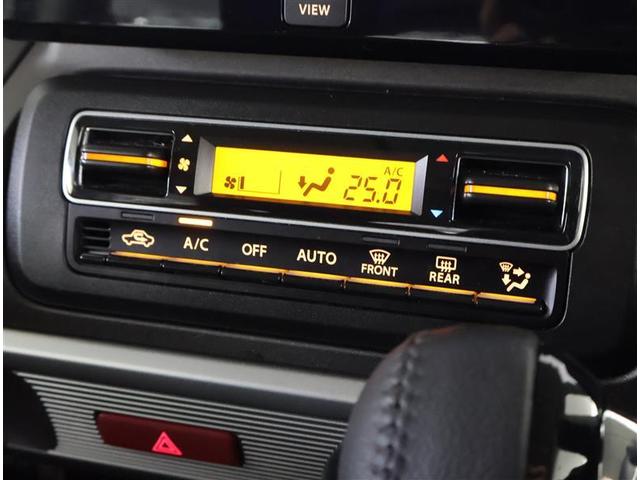 VIEW
A/C
25.0
A/C
OFF
AUTO
FRONT
REAR